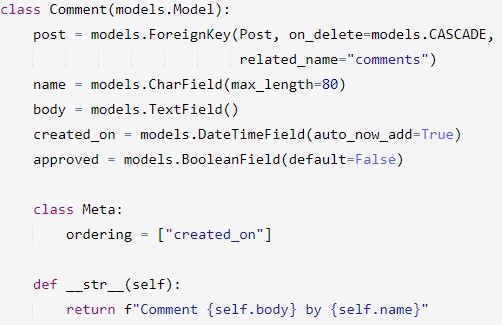 class Comment(models.Model):
    post = models.ForeignKey(Post, on_delete=models.CASCADE,
                             related_name="comments")
    name = models.CharField(max_length=80)
    body = models.TextField()
    created_on = models.DateTimeField(auto_now_add=True)
    approved = models.BooleanField(default=False)

    class Meta:
        ordering = ["created_on"]

    def __str__(self):
        return f"Comment {self.body} by {self.name}"